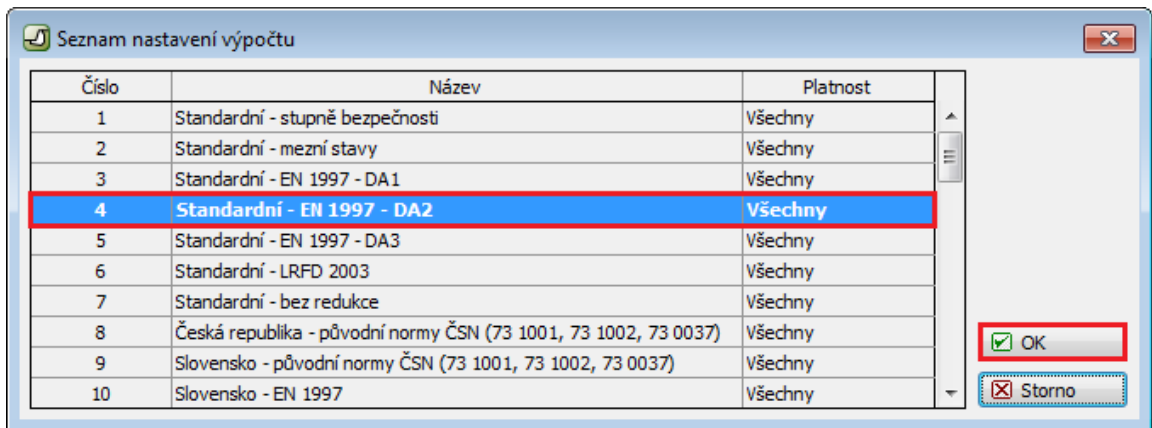 Seznam nastavení výpočtu
Číslo Název Platnost
1 Standardní - stupně bezpečnosti Všechny
2 Standardní - mezní stavy Všechny
3 Standardní - EN 1997 - DA1 Všechny
4 Standardní - EN 1997 - DA2 Všechny
5 Standardní - EN 1997 - DA3 Všechny
6 Standardní - LRFD 2003 Všechny
7 Standardní - bez redukce Všechny
8 Česká republika - původní normy ČSN (73 1001, 73 1002, 73 0037) Všechny
9 Slovensko - původní normy ČSN (73 1001, 73 1002, 73 0037) Všechny
10 Slovensko - EN 1997 Všechny
OK
Storno